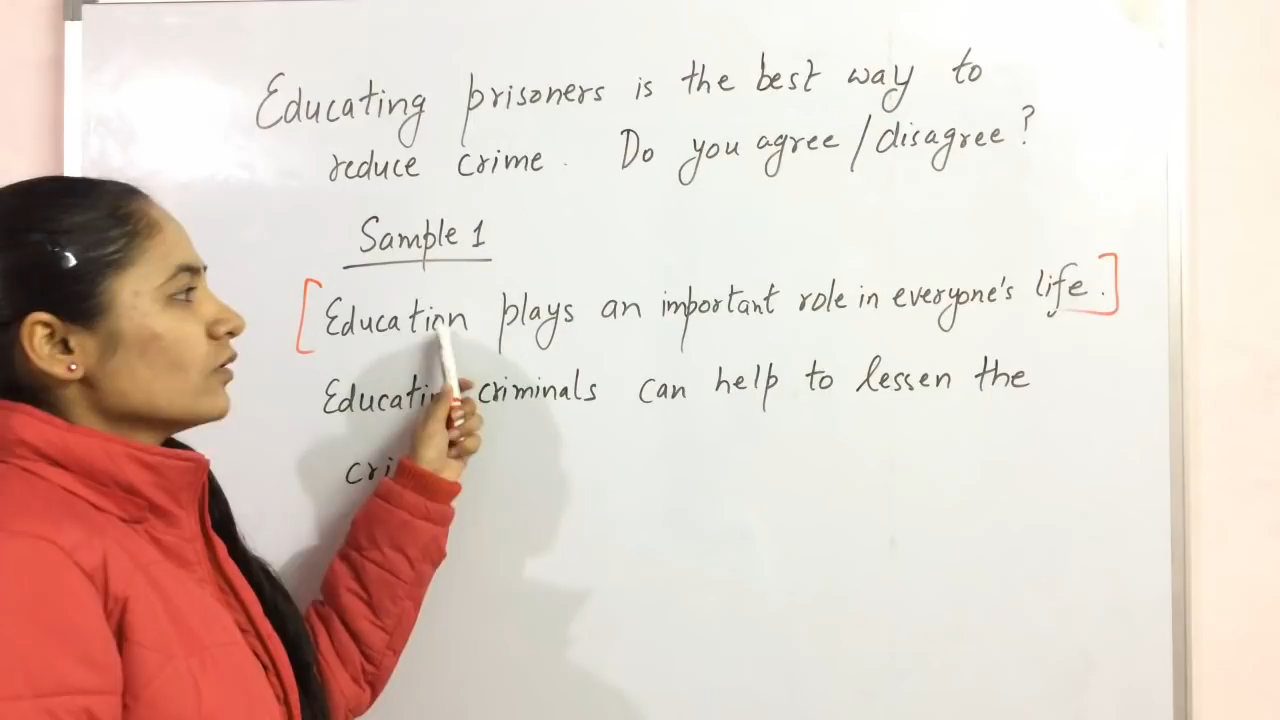 Educating prisoners is the best way to
reduce crime. Do you agree/disagree?
Sample 1
[Education plays an important role in everyone's life.]
criminals can help to lessen the